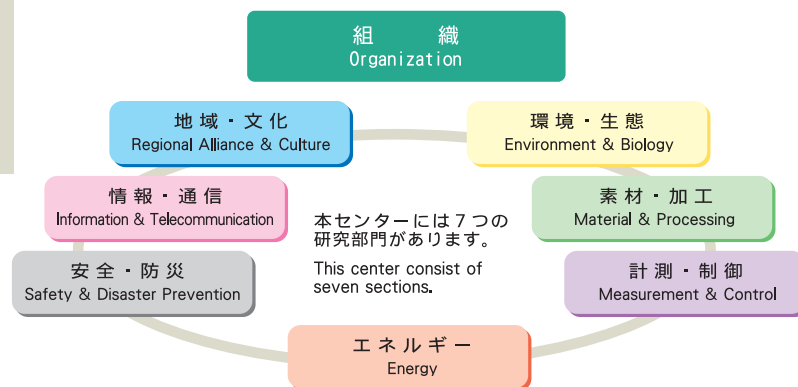 組織
Organization
地域・文化
Regional Alliance & Culture
環境・生態
Environment & Biology
情報・通信
Information & Telecommunication
素材・加工
Material & Processing
本センターには７つの
研究部門があります。
This center consist of
seven sections.
安全・防災
Safety & Disaster Prevention
計測・制御
Measurement & Control
エネルギー
Energy